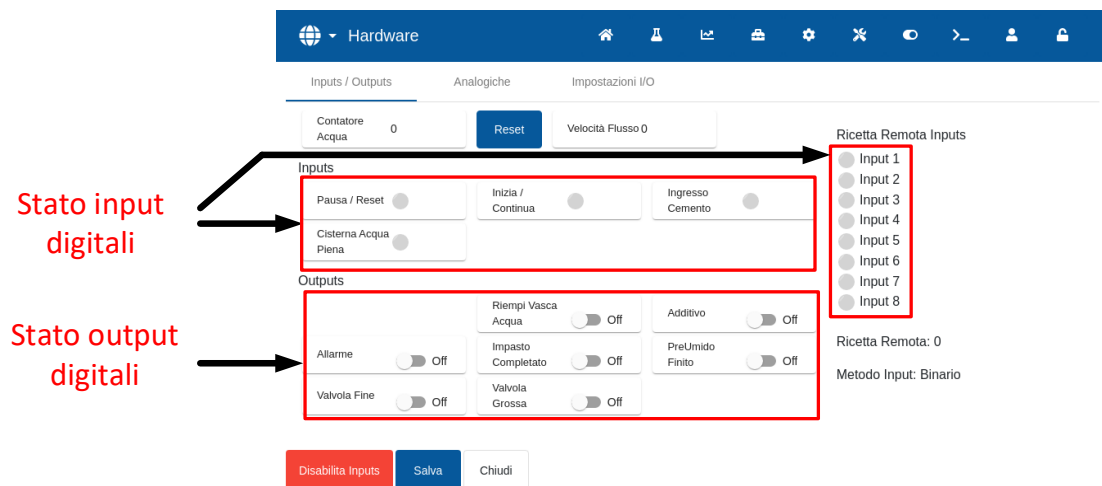 Hardware
Inputs / Outputs
Analogiche
Impostazioni I/O
Contatore
Acqua
0
Reset
Velocità Flusso 0
Ricetta Remota Inputs
Input 1
Input 2
Input 3
Input 4
Input 5
Input 6
Input 7
Input 8
Stato input
digitali
Inputs
Pausa / Reset
Inizia /
Continua
Ingresso
Cemento
Cisterna Acqua
Piena
Stato output
digitali
Outputs
Riempi Vasca
Acqua
Off
Additivo
Off
Allarme
Off
Impasto
Completato
Off
PreUmido
Finito
Off
Valvola Fine
Off
Valvola
Grossa
Off
Ricetta Remota: 0
Metodo Input: Binario
Disabilita Inputs
Salva
Chiudi